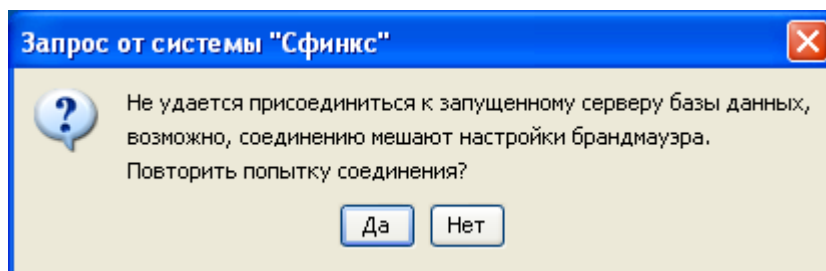 Запрос от системы "Сфинкс"
Не удается присоединиться к запущенному серверу базы данных,
возможно, соединению мешают настройки брандмауэра.
Повторить попытку соединения?
Да Нет